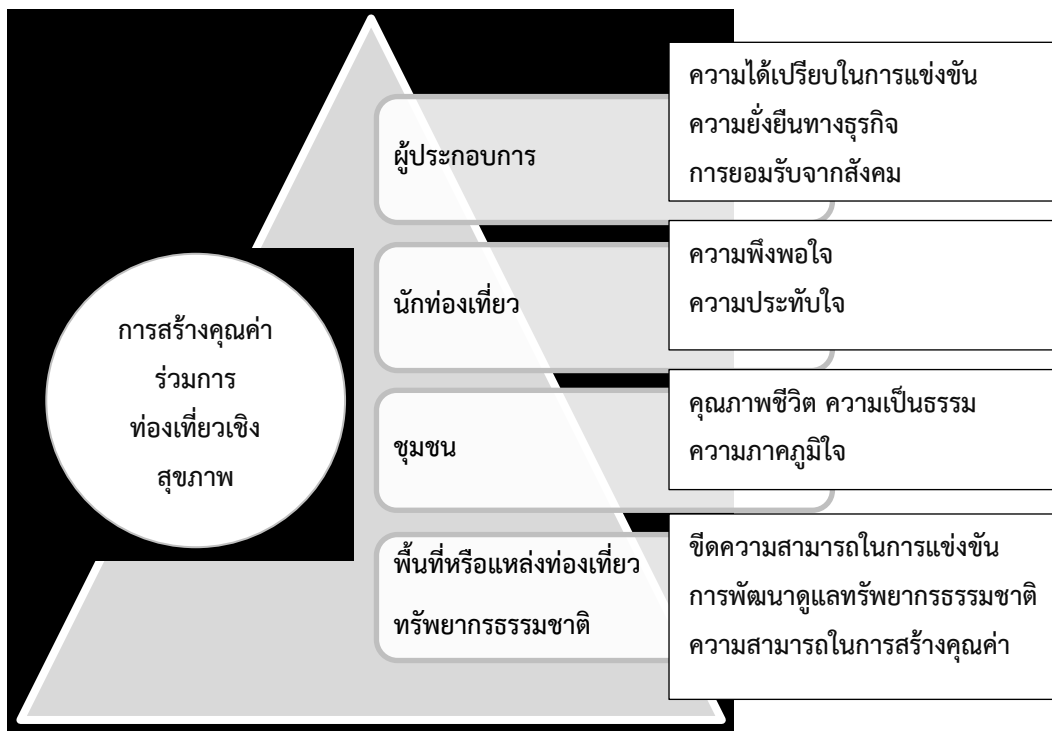 การสร้างคุณค่า
ร่วมการ
ท่องเที่ยวเชิง
สุขภาพ
ผู้ประกอบการ
ความได้เปรียบในการแข่งขัน
ความยั่งยืนทางธุรกิจ
การยอมรับจากสังคม
นักท่องเที่ยว
ความพึงพอใจ
ความประทับใจ
ชุมชน
คุณภาพชีวิต ความเป็นธรรม
ความภาคภูมิใจ
พื้นที่หรือแหล่งท่องเที่ยว
ทรัพยากรธรรมชาติ
ขีดความสามารถในการแข่งขัน
การพัฒนาดูแลทรัพยากรธรรมชาติ
ความสามารถในการสร้างคุณค่า